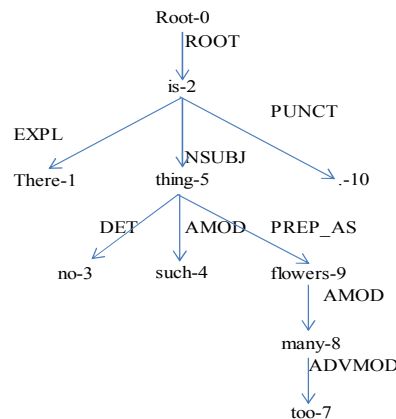 Root-0
ROOT
is-2
EXPL
PUNCT
NSUBJ
There-1
thing-5
.-10
DET
AMOD
PREP_AS
no-3
such-4
flowers-9
AMOD
many-8
ADVMOD
too-7